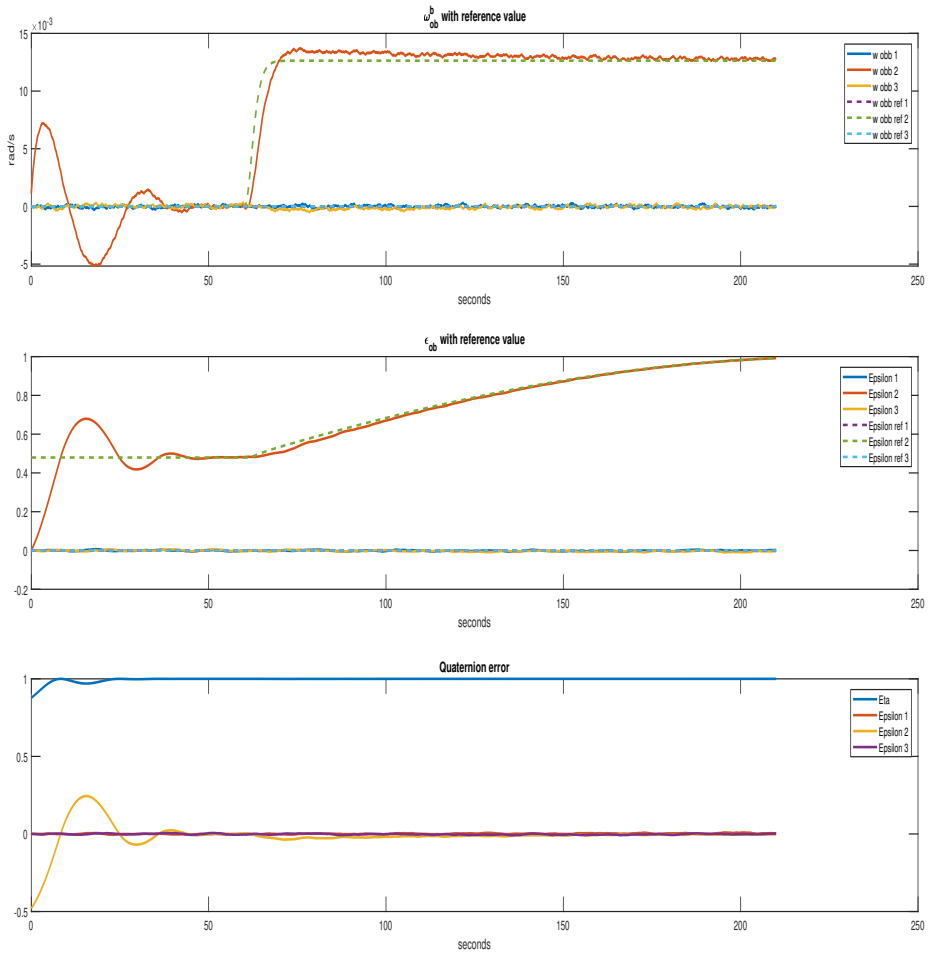 ω_ob^b with reference value
×10^-3
15
10
5
0
-5
rad/s
0 50 100 150 200 250
seconds
w obb 1
w obb 2
w obb 3
w obb ref 1
w obb ref 2
w obb ref 3
ϵ_ob with reference value
1
0.8
0.6
0.4
0.2
0
-0.2
0 50 100 150 200 250
seconds
Epsilon 1
Epsilon 2
Epsilon 3
Epsilon ref 1
Epsilon ref 2
Epsilon ref 3
Quaternion error
1
0.5
0
-0.5
0 50 100 150 200 250
seconds
Eta
Epsilon 1
Epsilon 2
Epsilon 3